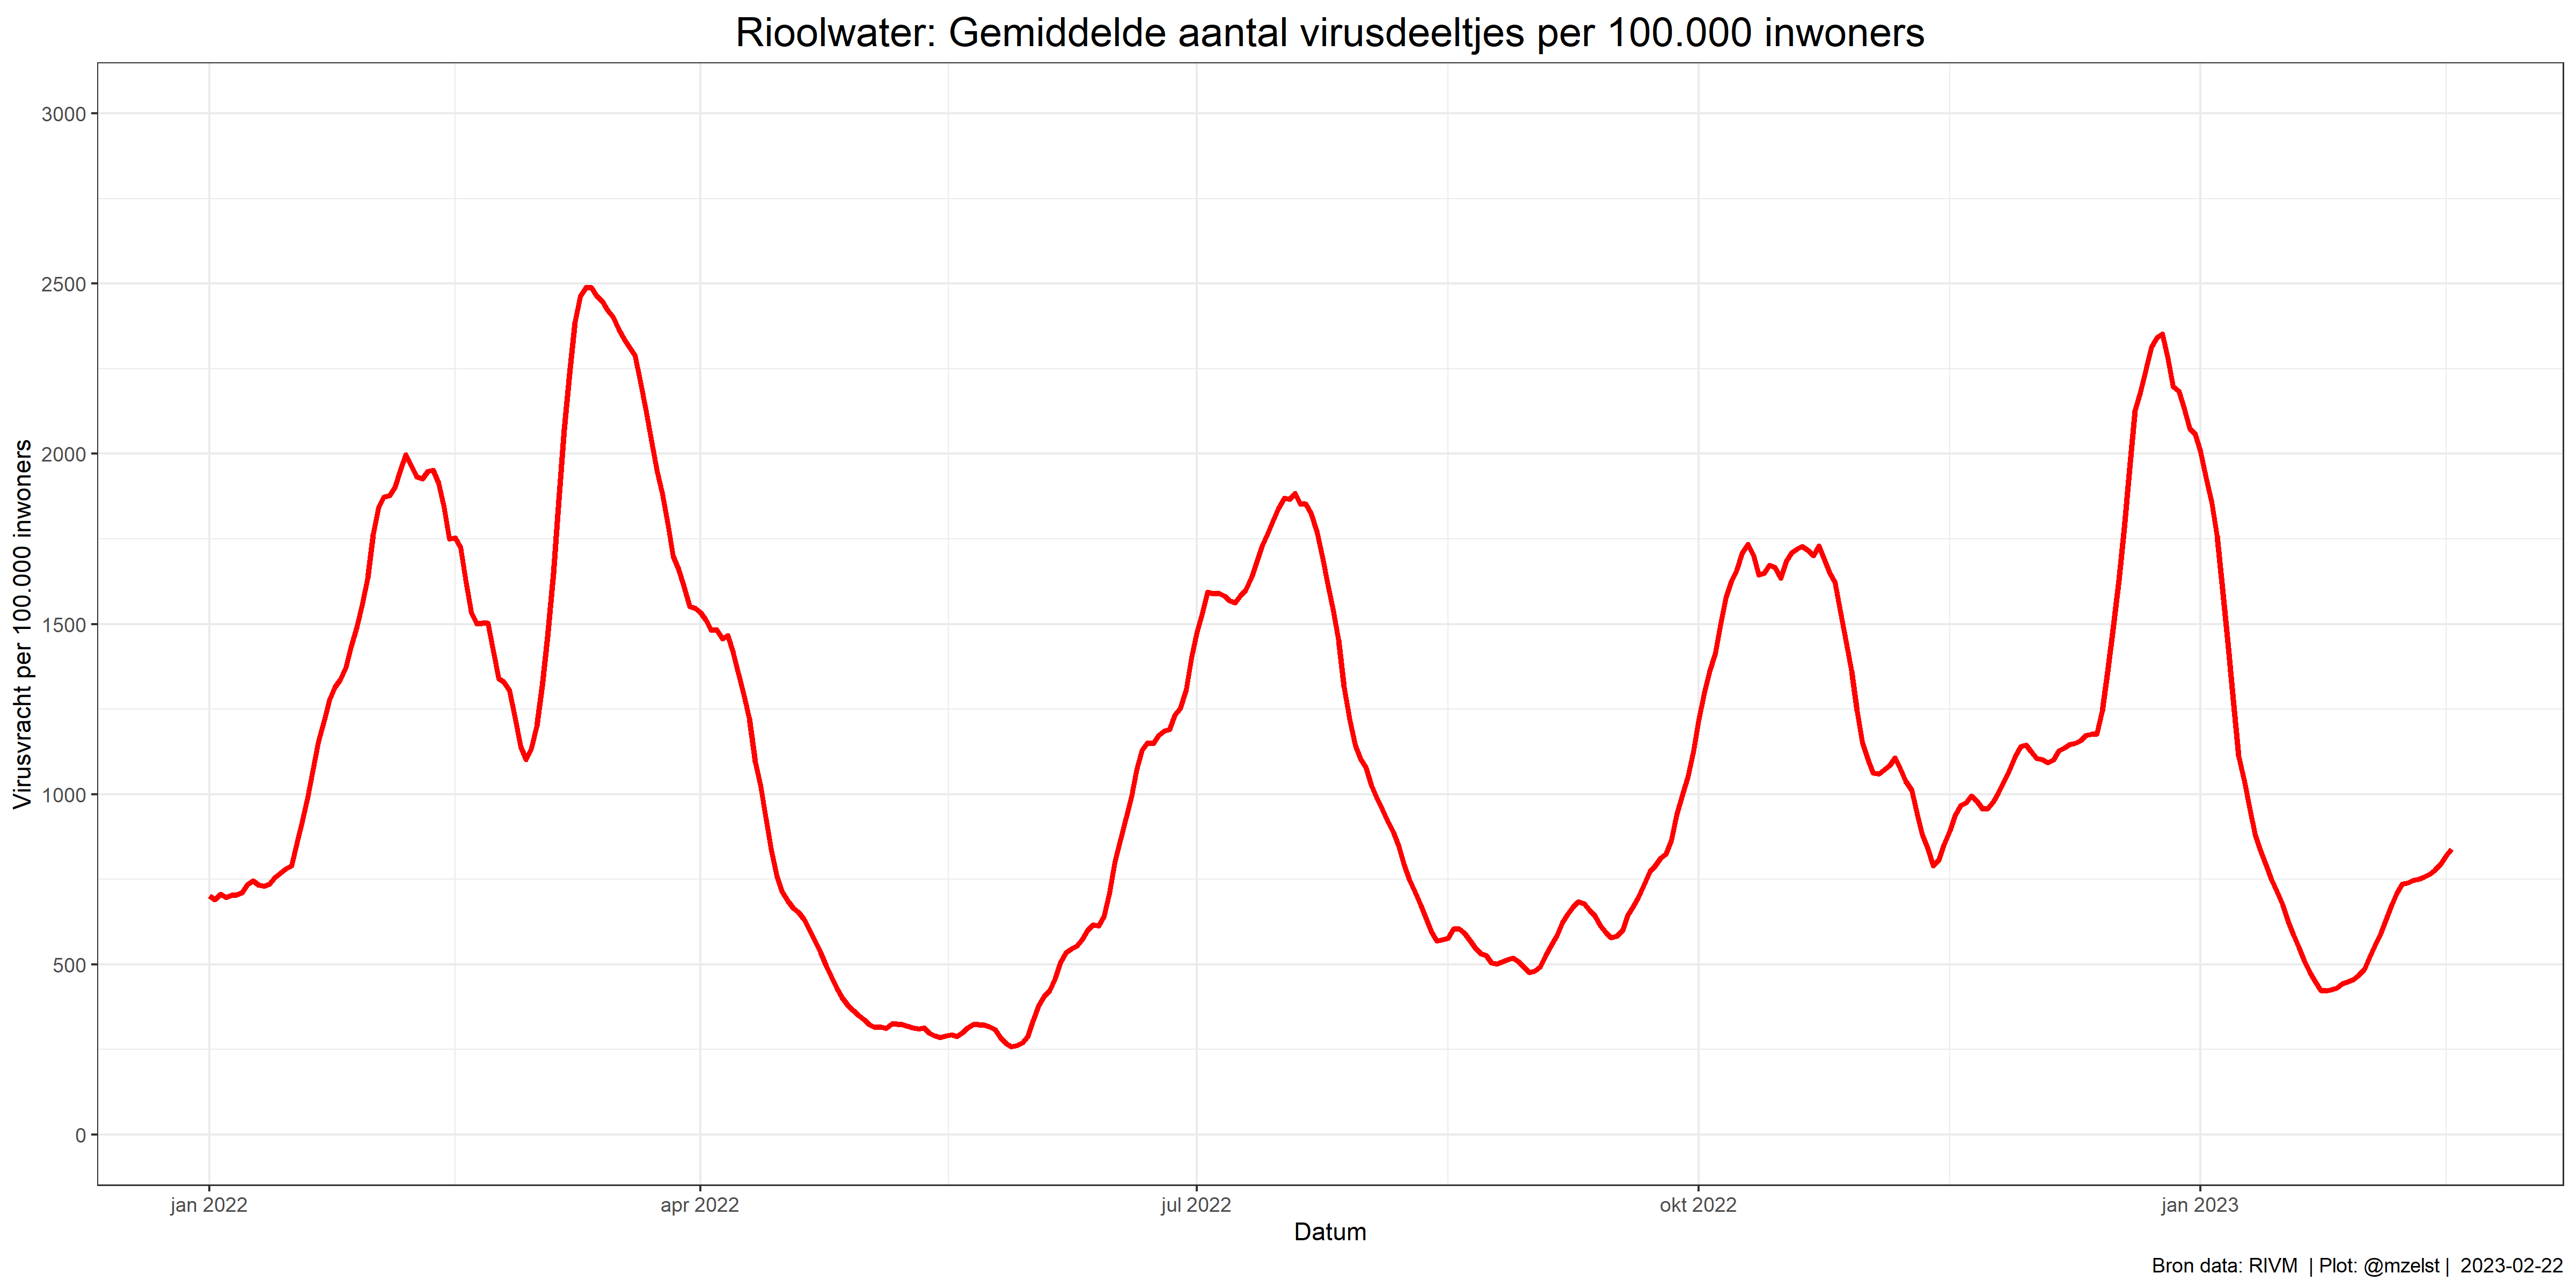 Rioolwater: Gemiddelde aantal virusdeeltjes per 100.000 inwoners
Virusvracht per 100.000 inwoners
3000
2500
2000
1500
1000
500
0
jan 2022 apr 2022 jul 2022 okt 2022 jan 2023
Datum
Bron data: RIVM | Plot: @mzelst | 2023-02-22